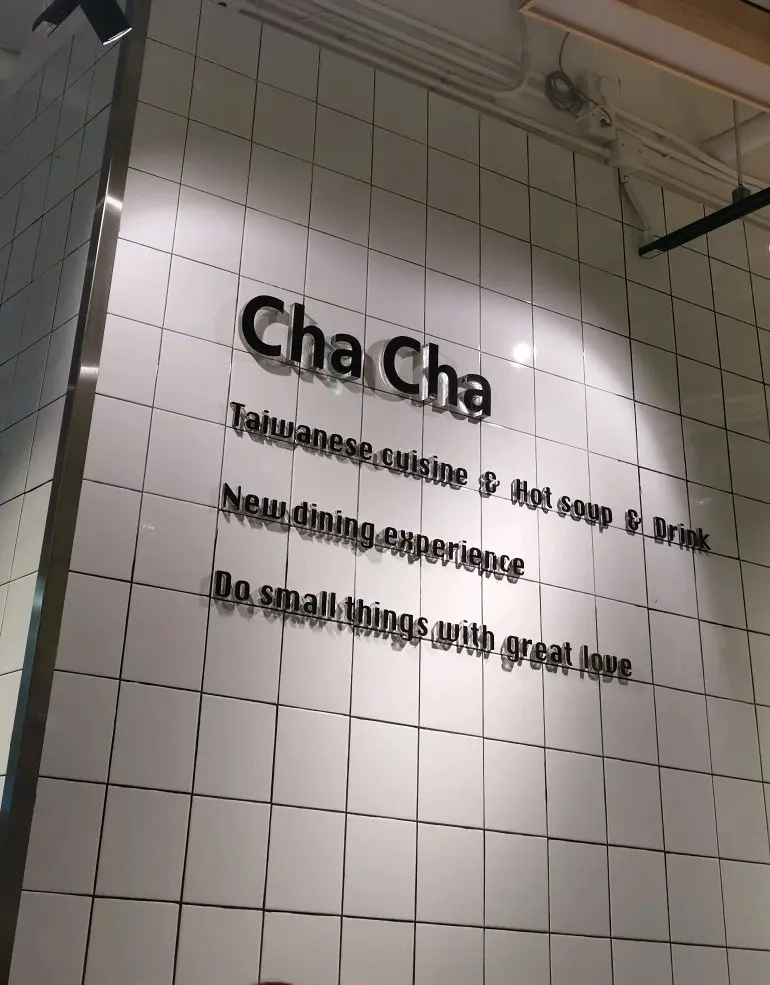 Cha Cha
Taiwanese cuisine & Hot soup & Drink
New dining experience
Do small things with great love